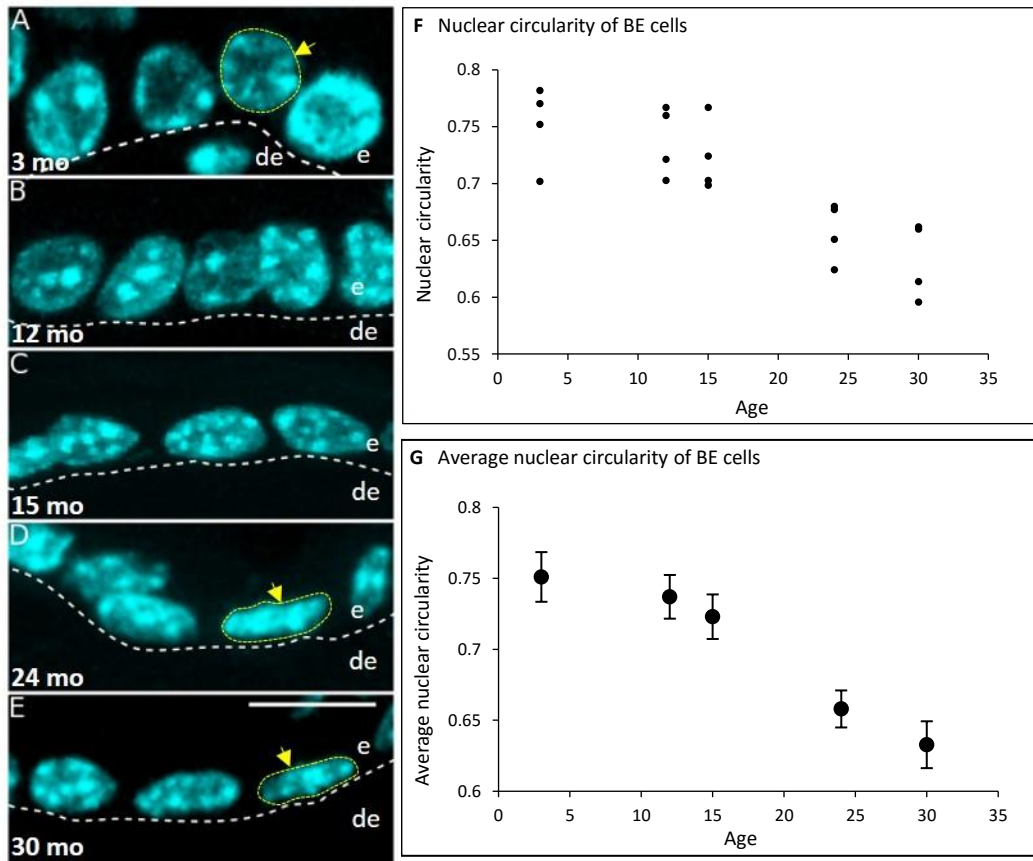 A
de
e
3 mo
B
e
12 mo
de
C
e
15 mo
de
D
e
24 mo
de
E
e
30 mo
de
F Nuclear circularity of BE cells
0.8
0.75
0.7
0.65
0.6
0.55
0 5 10 15 20 25 30 35
Nuclear circularity
Age
G Average nuclear circularity of BE cells
0.8
0.75
0.7
0.65
0.6
0 5 10 15 20 25 30 35
Average nuclear circularity
Age